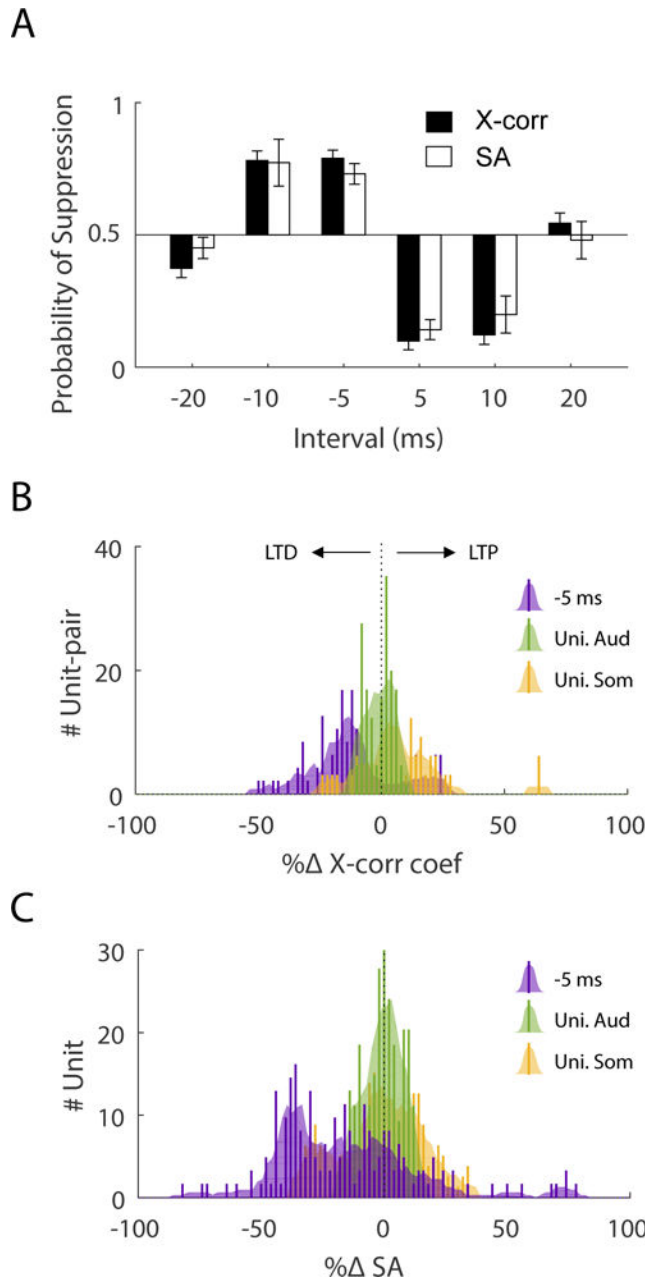 A
1
X-corr
SA
0.5
0
Probability of Suppression
-20 -10 -5 5 10 20
Interval (ms)
B
40
LTD LTP
-5 ms
Uni. Aud
Uni. Som
20
0
# Unit-pair
-100 -50 0 50 100
%Δ X-corr coef
C
30
-5 ms
Uni. Aud
Uni. Som
20
10
0
# Unit
-100 -50 0 50 100
%Δ SA